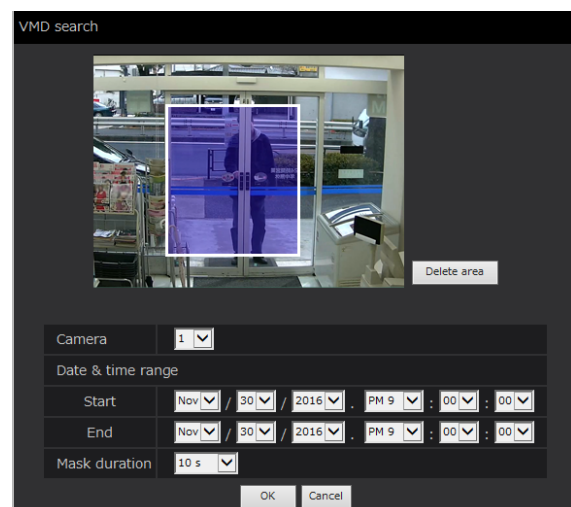 VMD search
Delete area
Camera 1
Date & time range
Start Nov / 30 / 2016 . PM 9 : 00 : 00
End Nov / 30 / 2016 . PM 9 : 00 : 00
Mask duration 10 s
OK Cancel